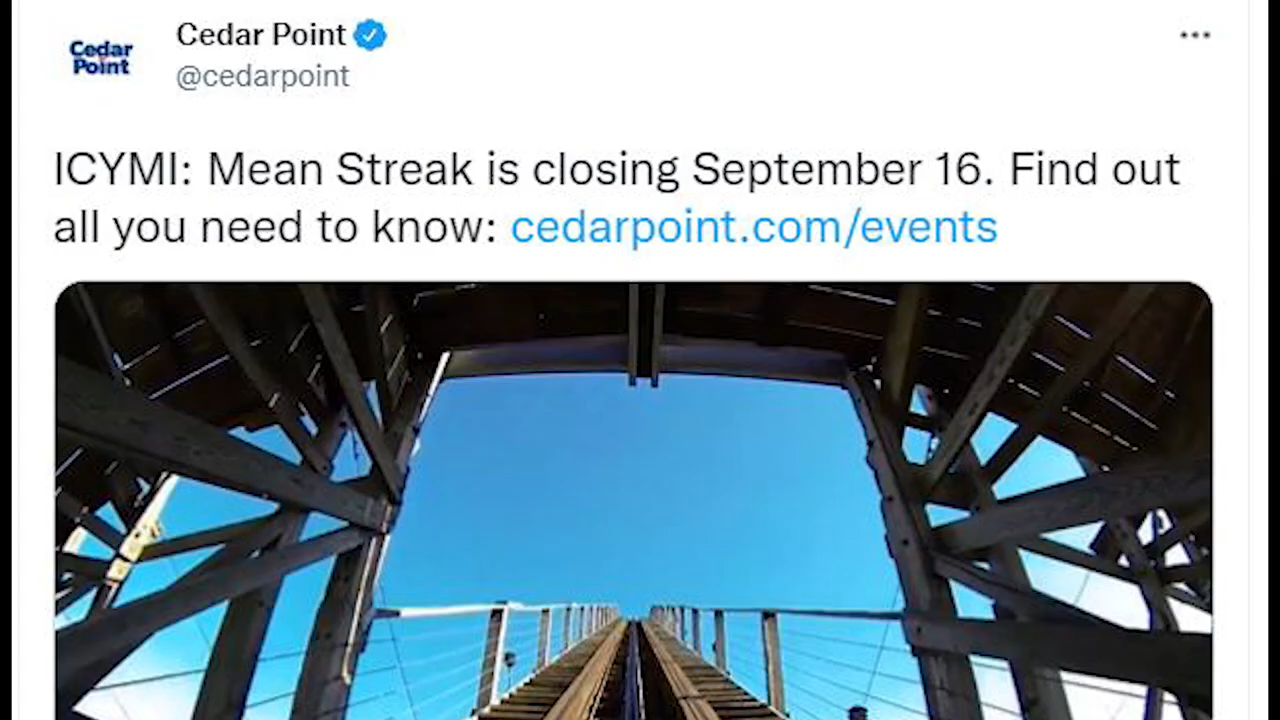 Cedar Point
@cedarpoint
Cedar
Point
ICYMI: Mean Streak is closing September 16. Find out
all you need to know: cedarpoint.com/events